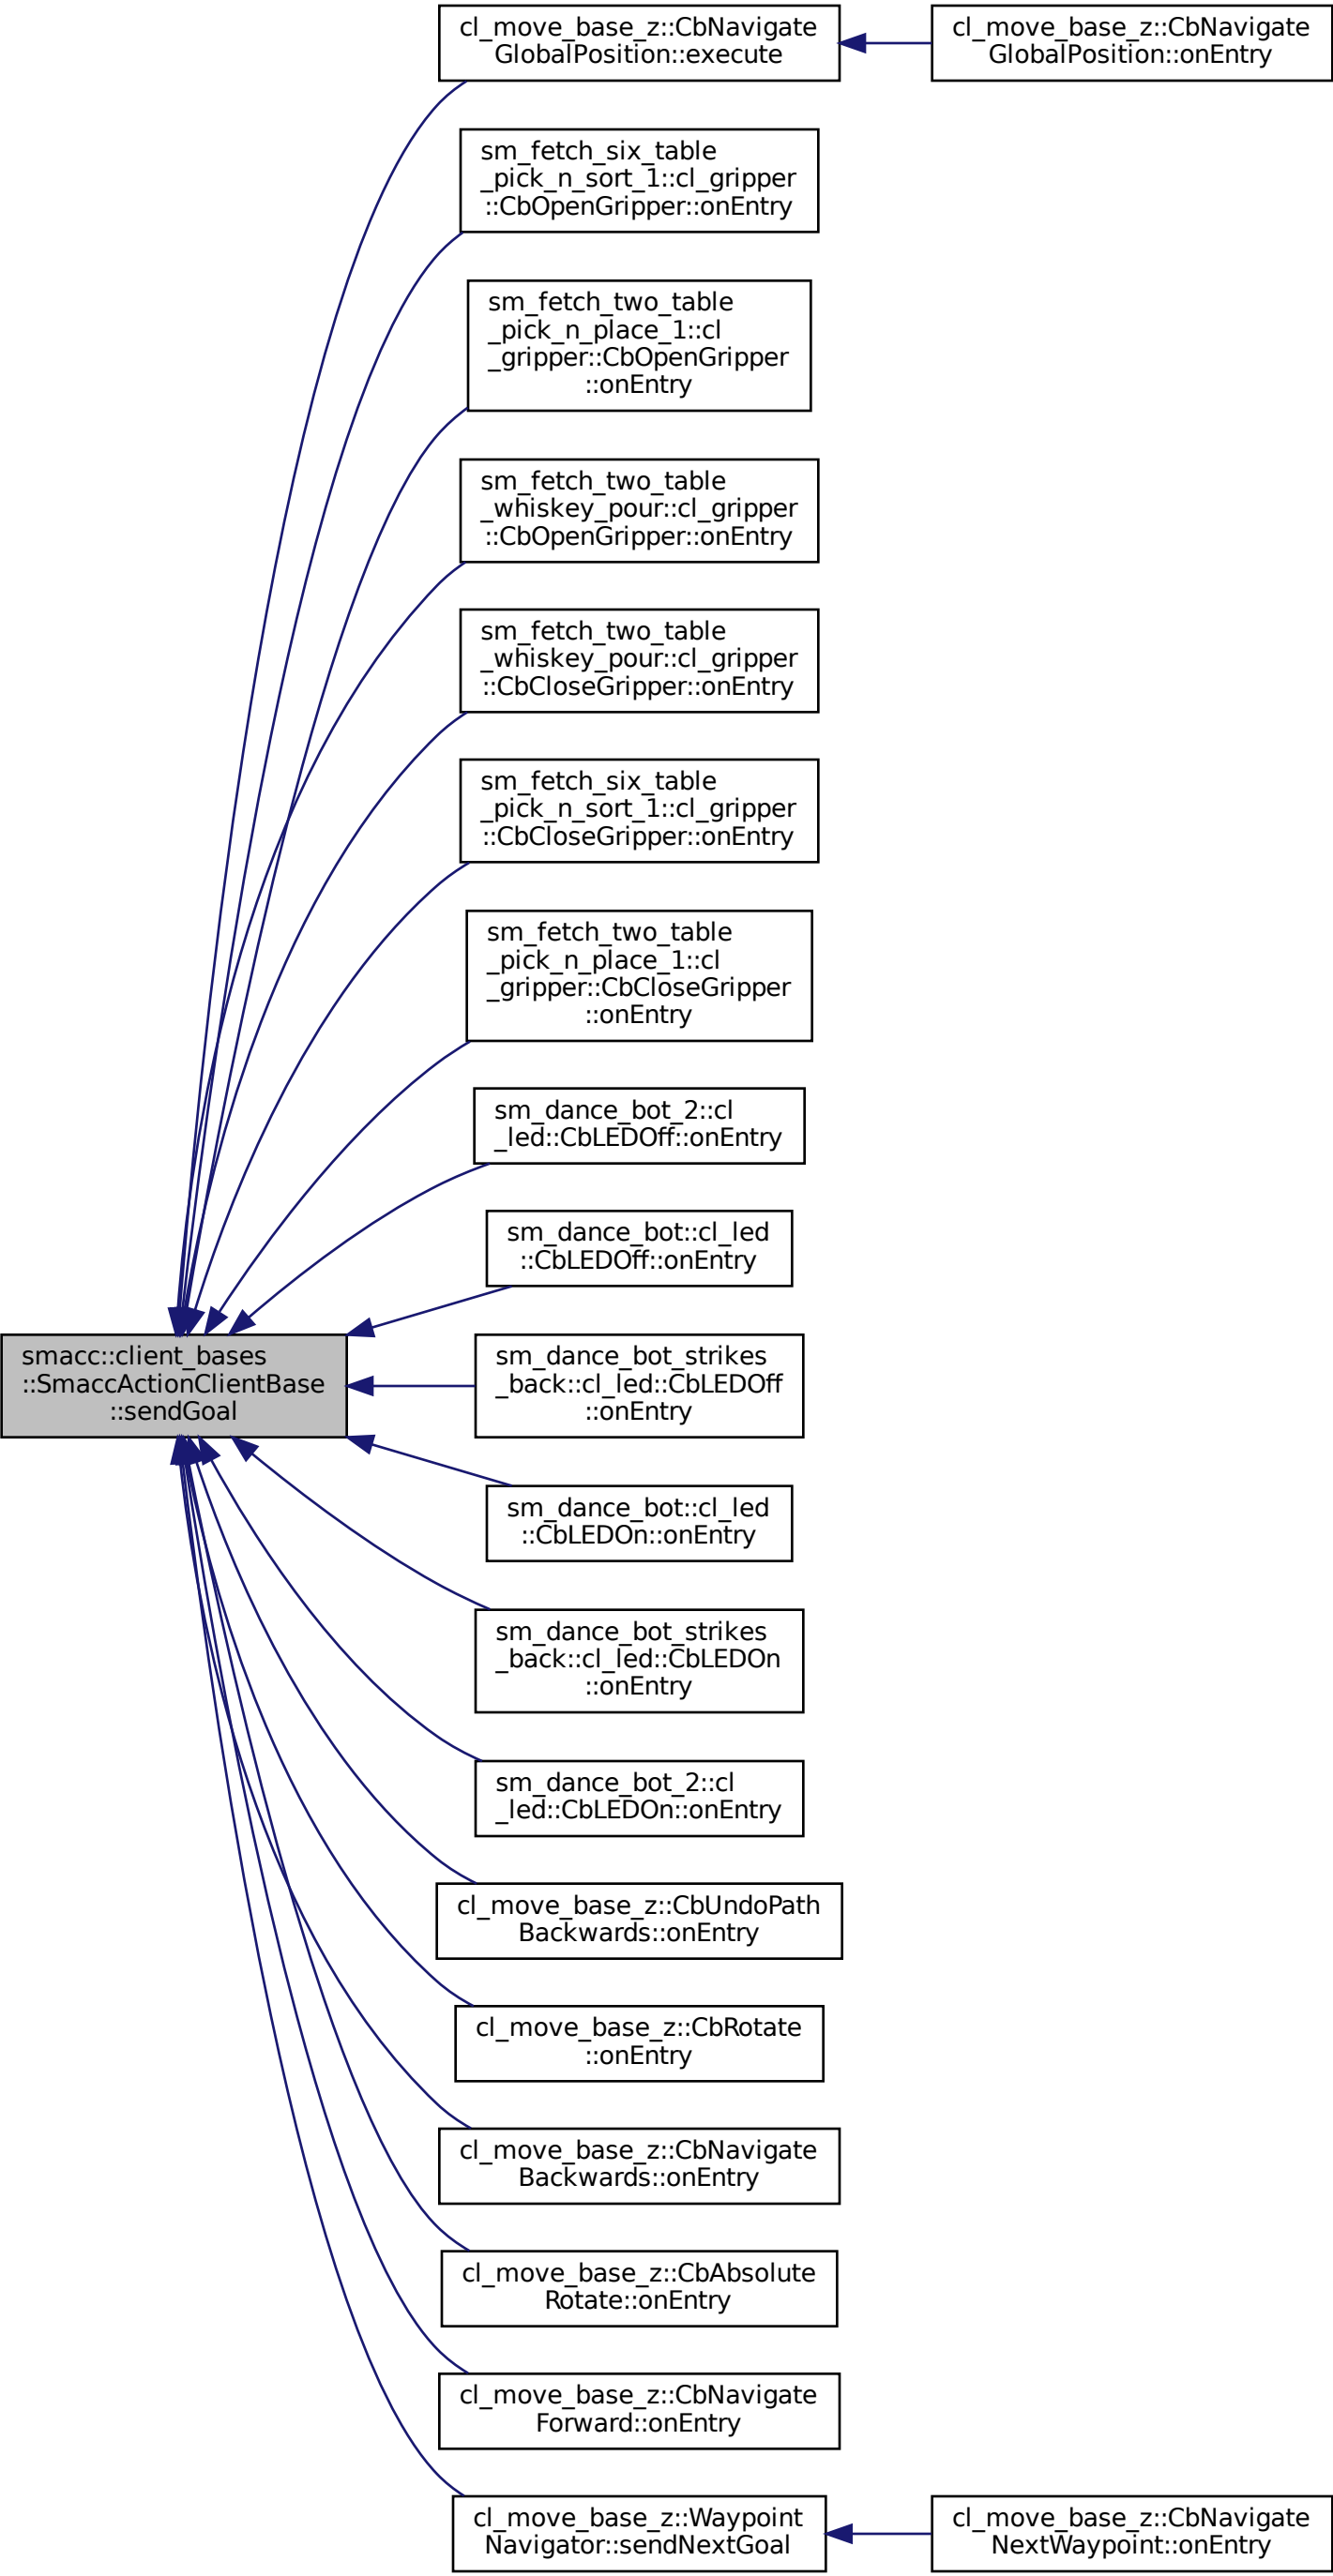 cl_move_base_z::CbNavigate
GlobalPosition::execute
cl_move_base_z::CbNavigate
GlobalPosition::onEntry
sm_fetch_six_table
_pick_n_sort_1::cl_gripper
::CbOpenGripper::onEntry
sm_fetch_two_table
_pick_n_place_1::cl
_gripper::CbOpenGripper
::onEntry
sm_fetch_two_table
_whiskey_pour::cl_gripper
::CbOpenGripper::onEntry
sm_fetch_two_table
_whiskey_pour::cl_gripper
::CbCloseGripper::onEntry
sm_fetch_six_table
_pick_n_sort_1::cl_gripper
::CbCloseGripper::onEntry
sm_fetch_two_table
_pick_n_place_1::cl
_gripper::CbCloseGripper
::onEntry
sm_dance_bot_2::cl
_led::CbLEDOff::onEntry
sm_dance_bot::cl_led
::CbLEDOff::onEntry
smacc::client_bases
::SmaccActionClientBase
::sendGoal
sm_dance_bot_strikes
_back::cl_led::CbLEDOff
::onEntry
sm_dance_bot::cl_led
::CbLEDOn::onEntry
sm_dance_bot_strikes
_back::cl_led::CbLEDOn
::onEntry
sm_dance_bot_2::cl
_led::CbLEDOn::onEntry
cl_move_base_z::CbUndoPath
Backwards::onEntry
cl_move_base_z::CbRotate
::onEntry
cl_move_base_z::CbNavigate
Backwards::onEntry
cl_move_base_z::CbAbsolute
Rotate::onEntry
cl_move_base_z::CbNavigate
Forward::onEntry
cl_move_base_z::Waypoint
Navigator::sendNextGoal
cl_move_base_z::CbNavigate
NextWaypoint::onEntry